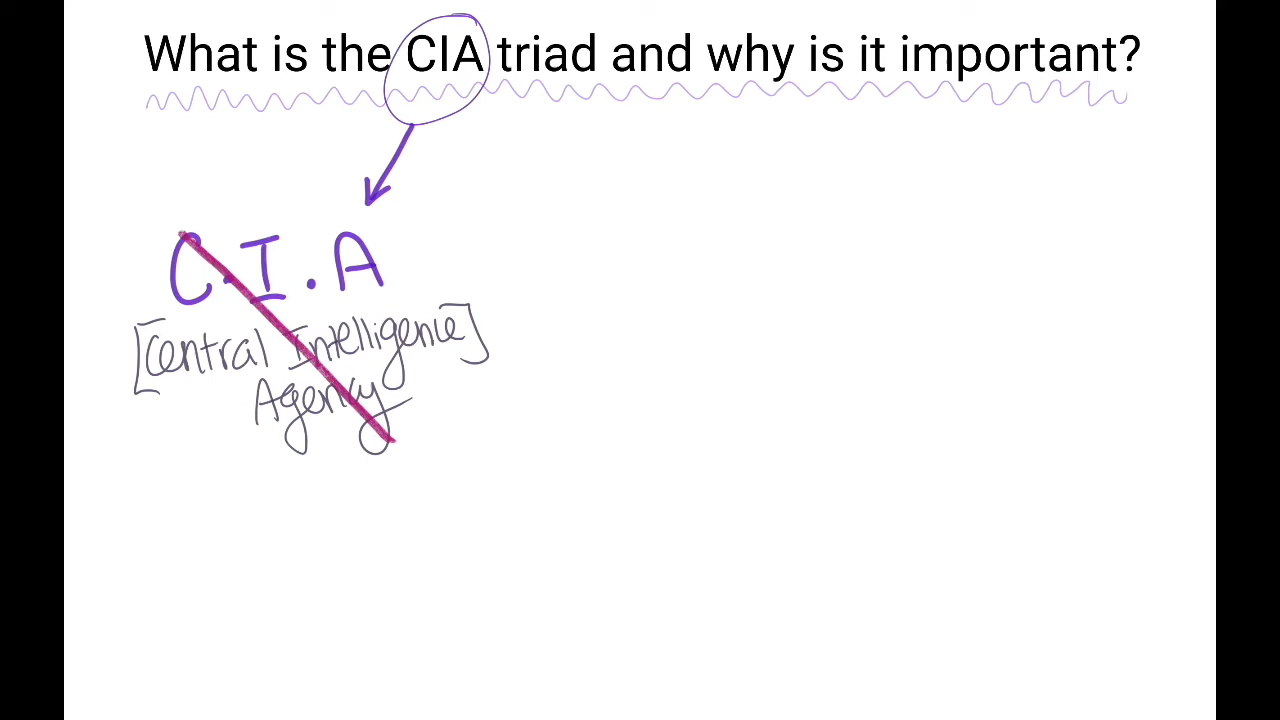 What is the CIA triad and why is it important?
C.I.A
[Central Intelligence]
Agency